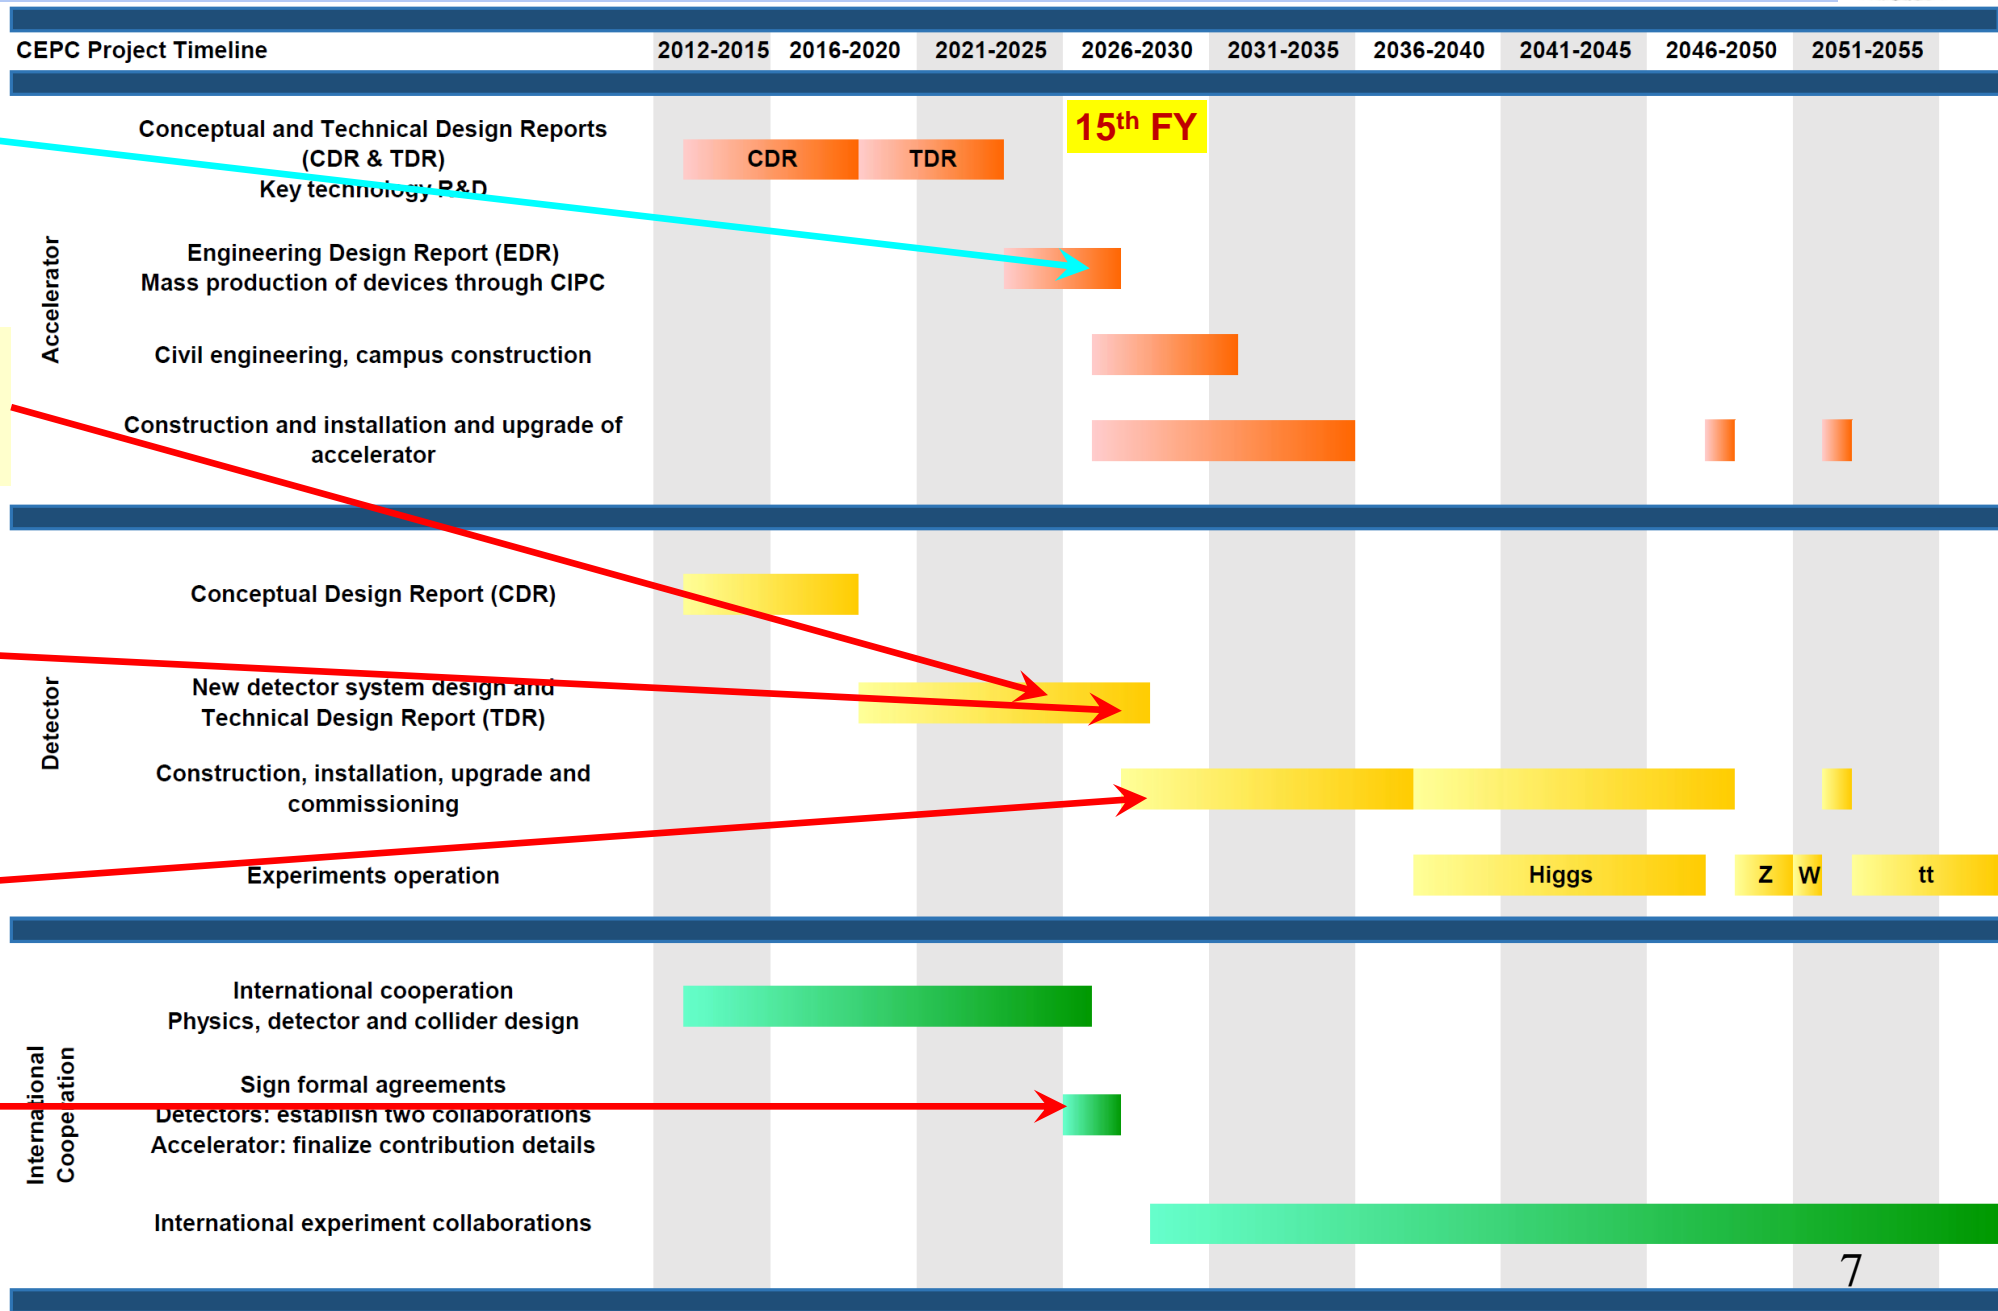 CEPC Project Timeline 2012-2015 2016-2020 2021-2025 2026-2030 2031-2035 2036-2040 2041-2045 2046-2050 2051-2055
15th FY
Accelerator
Conceptual and Technical Design Reports
(CDR & TDR)
Key technology R&D
CDR TDR
Engineering Design Report (EDR)
Mass production of devices through CIPC
Civil engineering, campus construction
Construction and installation and upgrade of
accelerator
Detector
Conceptual Design Report (CDR)
New detector system design and
Technical Design Report (TDR)
Construction, installation, upgrade and
commissioning
Experiments operation
Higgs Z W tt
International
Cooperation
International cooperation
Physics, detector and collider design
Sign formal agreements
Detectors: establish two collaborations
Accelerator: finalize contribution details
International experiment collaborations
7